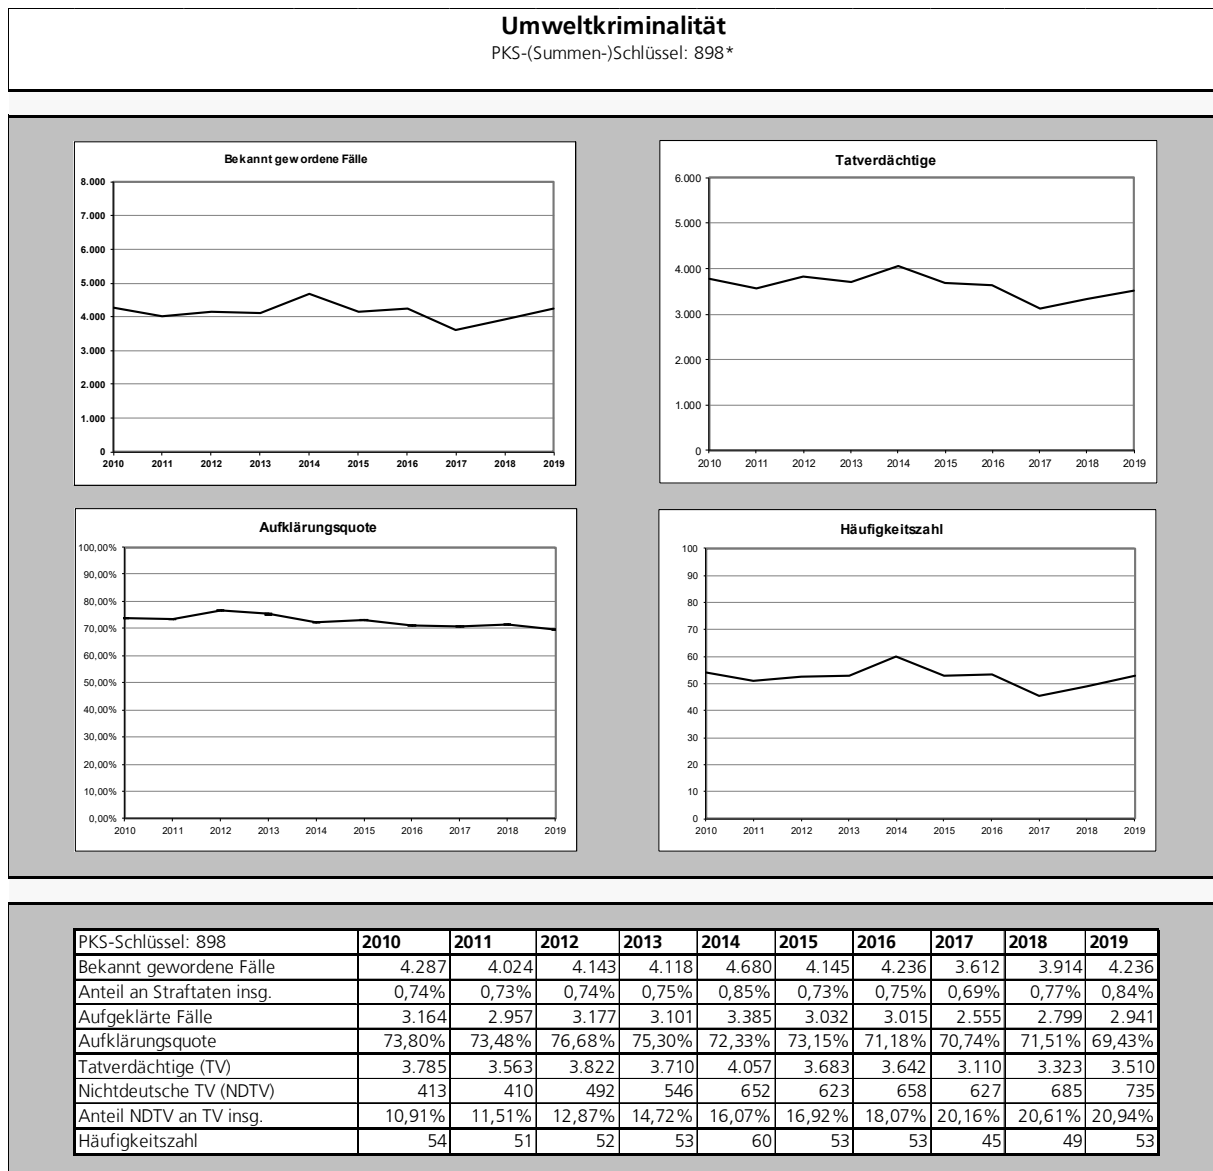 Umweltkriminalität
PKS-(Summen-)Schlüssel: 898*
Bekannt gewordene Fälle
8.000
7.000
6.000
5.000
4.000
3.000
2.000
1.000
0
2010 2011 2012 2013 2014 2015 2016 2017 2018 2019
Tatverdächtige
6.000
5.000
4.000
3.000
2.000
1.000
0
2010 2011 2012 2013 2014 2015 2016 2017 2018 2019
Aufklärungsquote
100,00%
90,00%
80,00%
70,00%
60,00%
50,00%
40,00%
30,00%
20,00%
10,00%
0,00%
2010 2011 2012 2013 2014 2015 2016 2017 2018 2019
Häufigkeitszahl
100
90
80
70
60
50
40
30
20
10
0
2010 2011 2012 2013 2014 2015 2016 2017 2018 2019
PKS-Schlüssel: 898 2010 2011 2012 2013 2014 2015 2016 2017 2018 2019
Bekannt gewordene Fälle 4.287 4.024 4.143 4.118 4.680 4.145 4.236 3.612 3.914 4.236
Anteil an Straftaten insg. 0,74% 0,73% 0,74% 0,75% 0,85% 0,73% 0,75% 0,69% 0,77% 0,84%
Aufgeklärte Fälle 3.164 2.957 3.177 3.101 3.385 3.032 3.015 2.555 2.799 2.941
Aufklärungsquote 73,80% 73,48% 76,68% 75,30% 72,33% 73,15% 71,18% 70,74% 71,51% 69,43%
Tatverdächtige (TV) 3.785 3.563 3.822 3.710 4.057 3.683 3.642 3.110 3.323 3.510
Nichtdeutsche TV (NDTV) 413 410 492 546 652 623 658 627 685 735
Anteil NDTV an TV insg. 10,91% 11,51% 12,87% 14,72% 16,07% 16,92% 18,07% 20,16% 20,61% 20,94%
Häufigkeitszahl 54 51 52 53 60 53 53 45 49 53